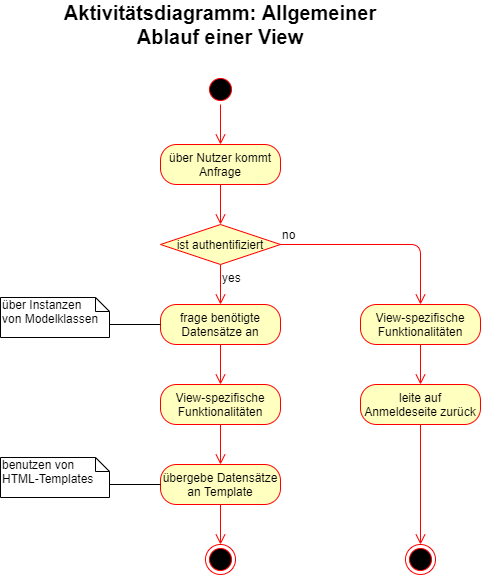 Aktivitätsdiagramm: Allgemeiner
Ablauf einer View
über Nutzer kommt
Anfrage
ist authentifiziert
no
yes
über Instanzen
von Modelklassen
frage benötigte
Datensätze an
View-spezifische
Funktionalitäten
View-spezifische
Funktionalitäten
leite auf
Anmeldeseite zurück
benutzen von
HTML-Templates
übergebe Datensätze
an Template